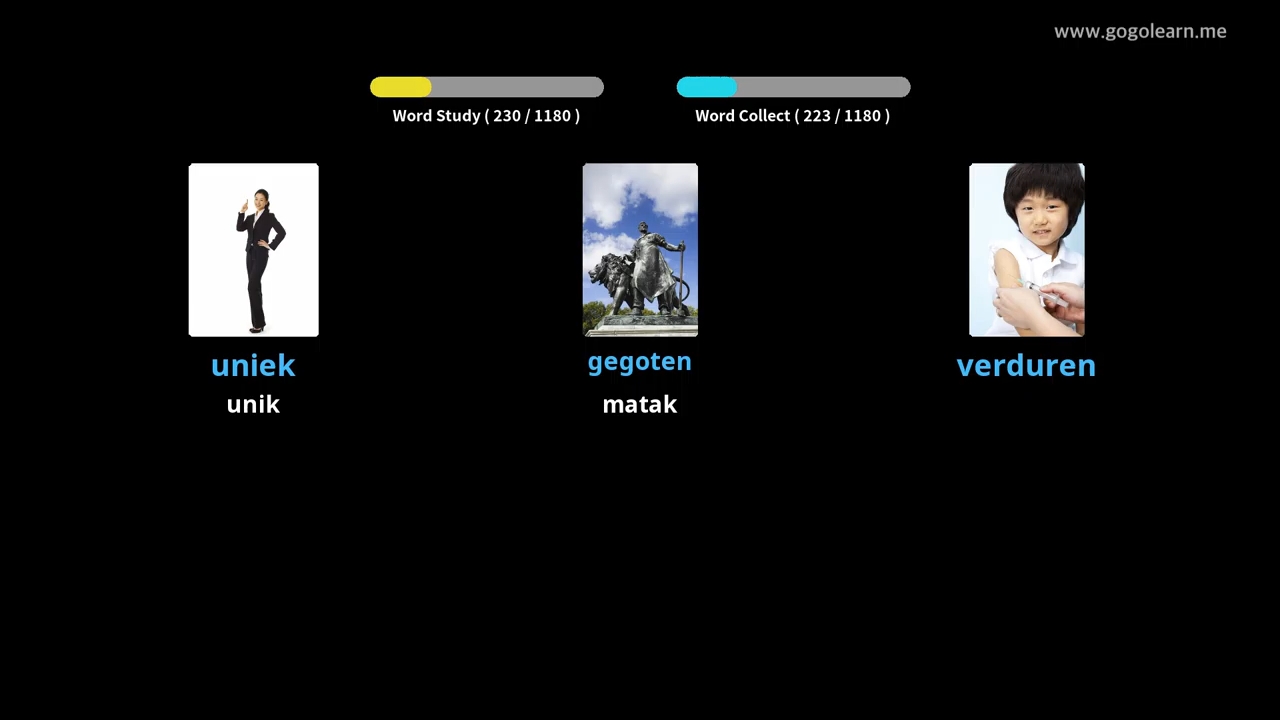 www.gogolearn.me
Word Study ( 230 / 1180 )
Word Collect ( 223 / 1180 )
uniek
gegoten
verduren
unik
matak